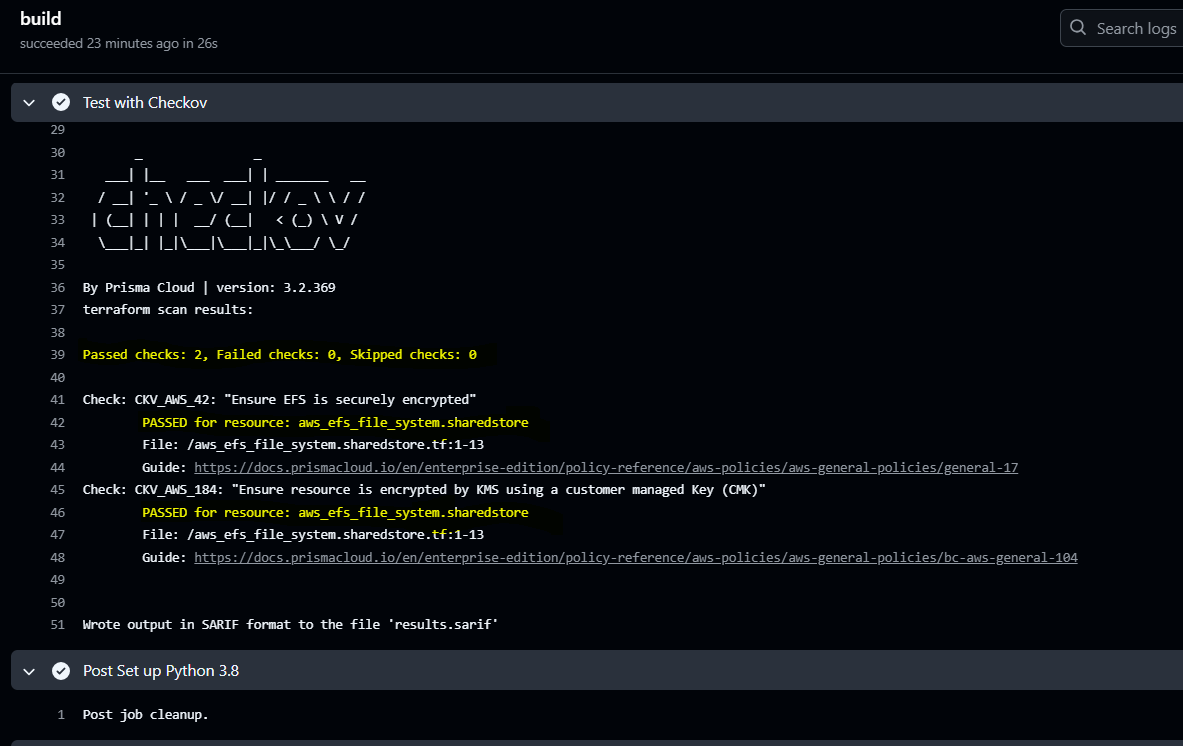 build
succeeded 23 minutes ago in 26s
Search logs
Test with Checkov
29
30       _               _
31   ___| |__   ___  ___| | _______   __
32  / __| '_ \ / _ \/ __| |/ / _ \ \ / /
33 | (__| | | |  __/ (__|   < (_) \ V /
34  \___|_| |_|\___|\___|_|\_\___/ \_/
35
36 By Prisma Cloud | version: 3.2.369
37 terraform scan results:
38
39 Passed checks: 2, Failed checks: 0, Skipped checks: 0
40
41 Check: CKV_AWS_42: "Ensure EFS is securely encrypted"
42 PASSED for resource: aws_efs_file_system.sharedstore
43 File: /aws_efs_file_system.sharedstore.tf:1-13
44 Guide: https://docs.prismacloud.io/en/enterprise-edition/policy-reference/aws-policies/aws-general-policies/general-17
45 Check: CKV_AWS_184: "Ensure resource is encrypted by KMS using a customer managed Key (CMK)"
46 PASSED for resource: aws_efs_file_system.sharedstore
47 File: /aws_efs_file_system.sharedstore.tf:1-13
48 Guide: https://docs.prismacloud.io/en/enterprise-edition/policy-reference/aws-policies/aws-general-policies/bc-aws-general-104
49
50
51 Wrote output in SARIF format to the file 'results.sarif'
Post Set up Python 3.8
1 Post job cleanup.